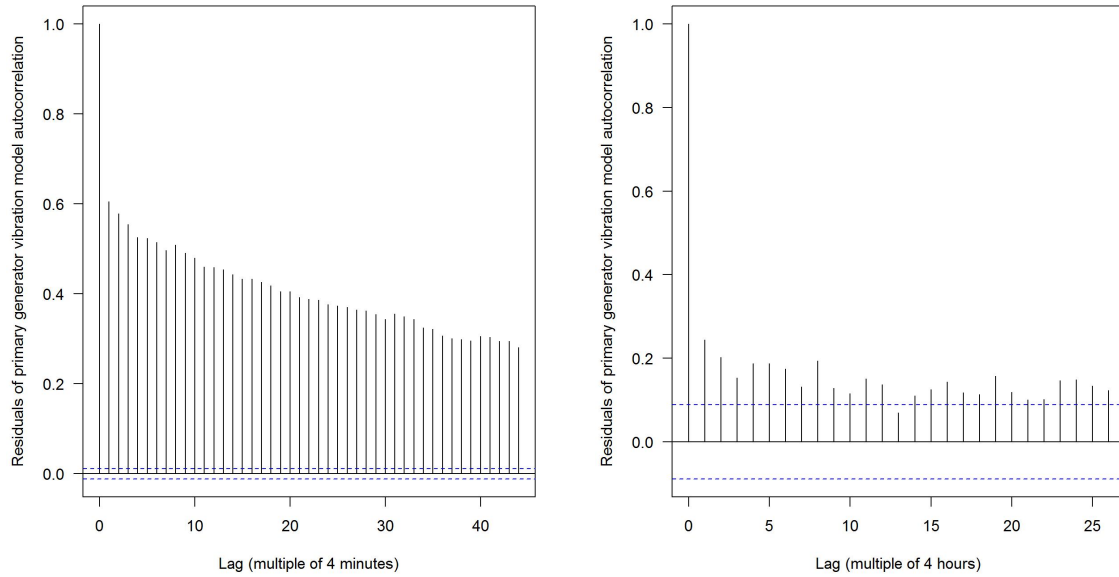 Residuals of primary generator vibration model autocorrelation
1.0
0.8
0.6
0.4
0.2
0.0
0 10 20 30 40
Lag (multiple of 4 minutes)
Residuals of primary generator vibration model autocorrelation
1.0
0.8
0.6
0.4
0.2
0.0
0 5 10 15 20 25
Lag (multiple of 4 hours)